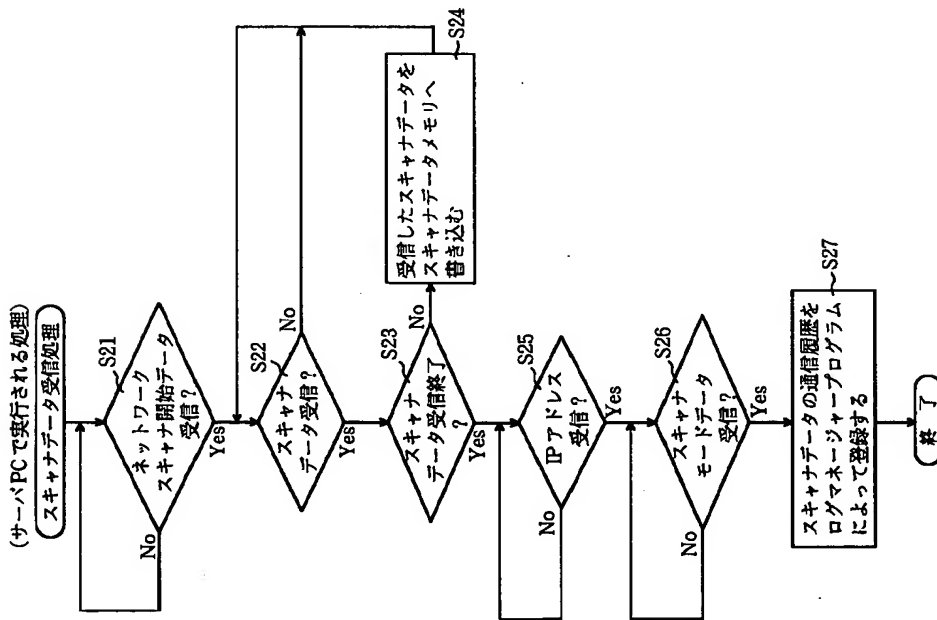 (サーバPCで実行される処理)
スキャナデータ受信処理
S21
ネットワーク
スキャナ開始データ
受信?
No
Yes
S22
スキャナ
データ受信?
No
Yes
S23
スキャナ
データ受信終了
?
No
Yes
S24
受信したスキャナデータを
スキャナデータメモリへ
書き込む
S25
IPアドレス
受信?
No
Yes
S26
スキャナ
モードデータ
受信?
No
Yes
S27
スキャナデータの通信履歴を
ログマネージャープログラム
によって登録する
終 了